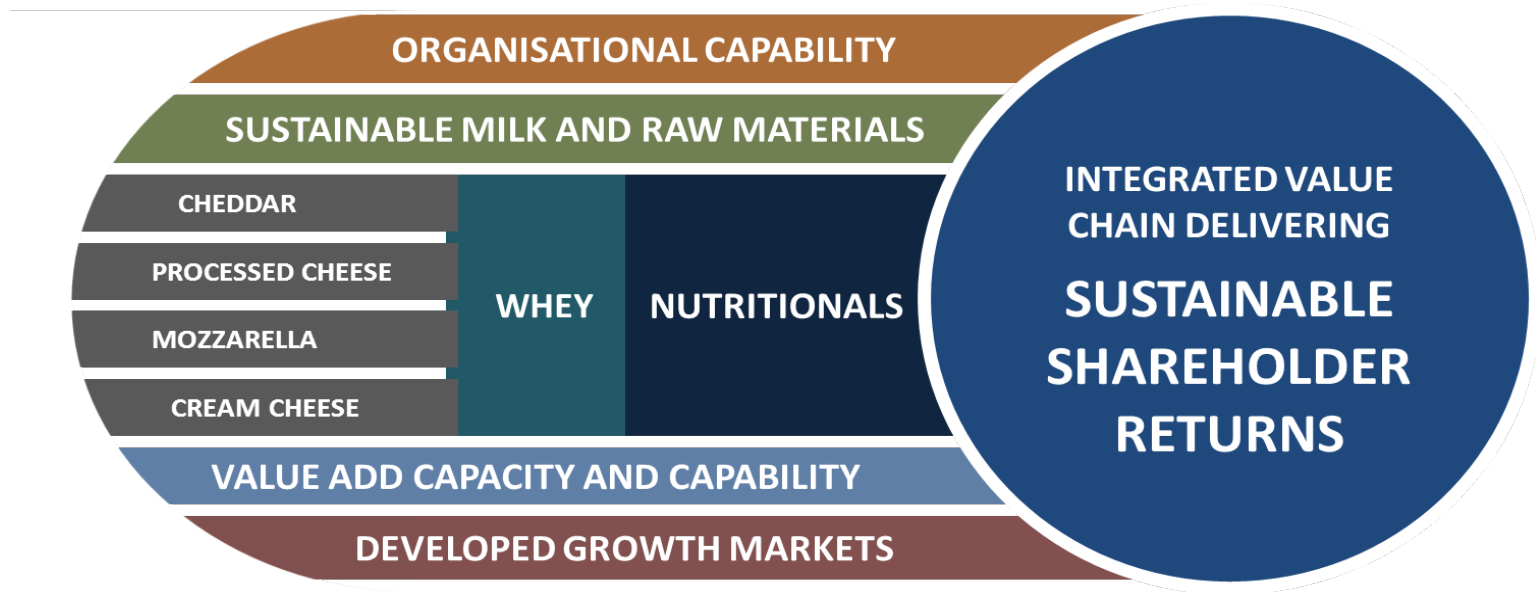 ORGANISATIONAL CAPABILITY
SUSTAINABLE MILK AND RAW MATERIALS
CHEDDAR
PROCESSED CHEESE
MOZZARELLA
CREAM CHEESE
WHEY
NUTRITIONALS
VALUE ADD CAPACITY AND CAPABILITY
DEVELOPED GROWTH MARKETS
INTEGRATED VALUE
CHAIN DELIVERING
SUSTAINABLE
SHAREHOLDER
RETURNS